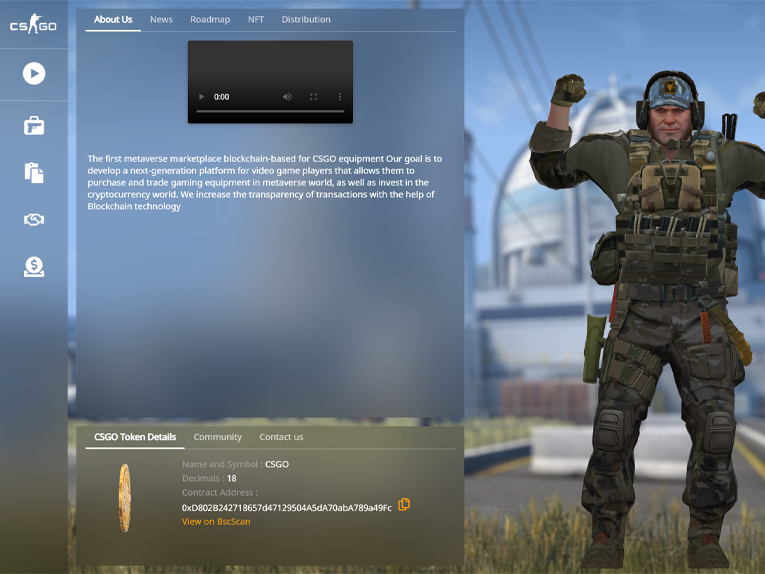 CS GO
About Us News Roadmap NFT Distribution
0:00
The first metaverse marketplace blockchain-based for CSGO equipment Our goal is to
develop a next-generation platform for video game players that allows them to
purchase and trade gaming equipment in metaverse world, as well as invest in the
cryptocurrency world. We increase the transparency of transactions with the help of
Blockchain technology
CSGO Token Details Community Contact us
Name and Symbol : CSGO
Decimals : 18
Contract Address :
0xD802B242718657d47129504A5dA70abA789a49Fc
View on BscScan